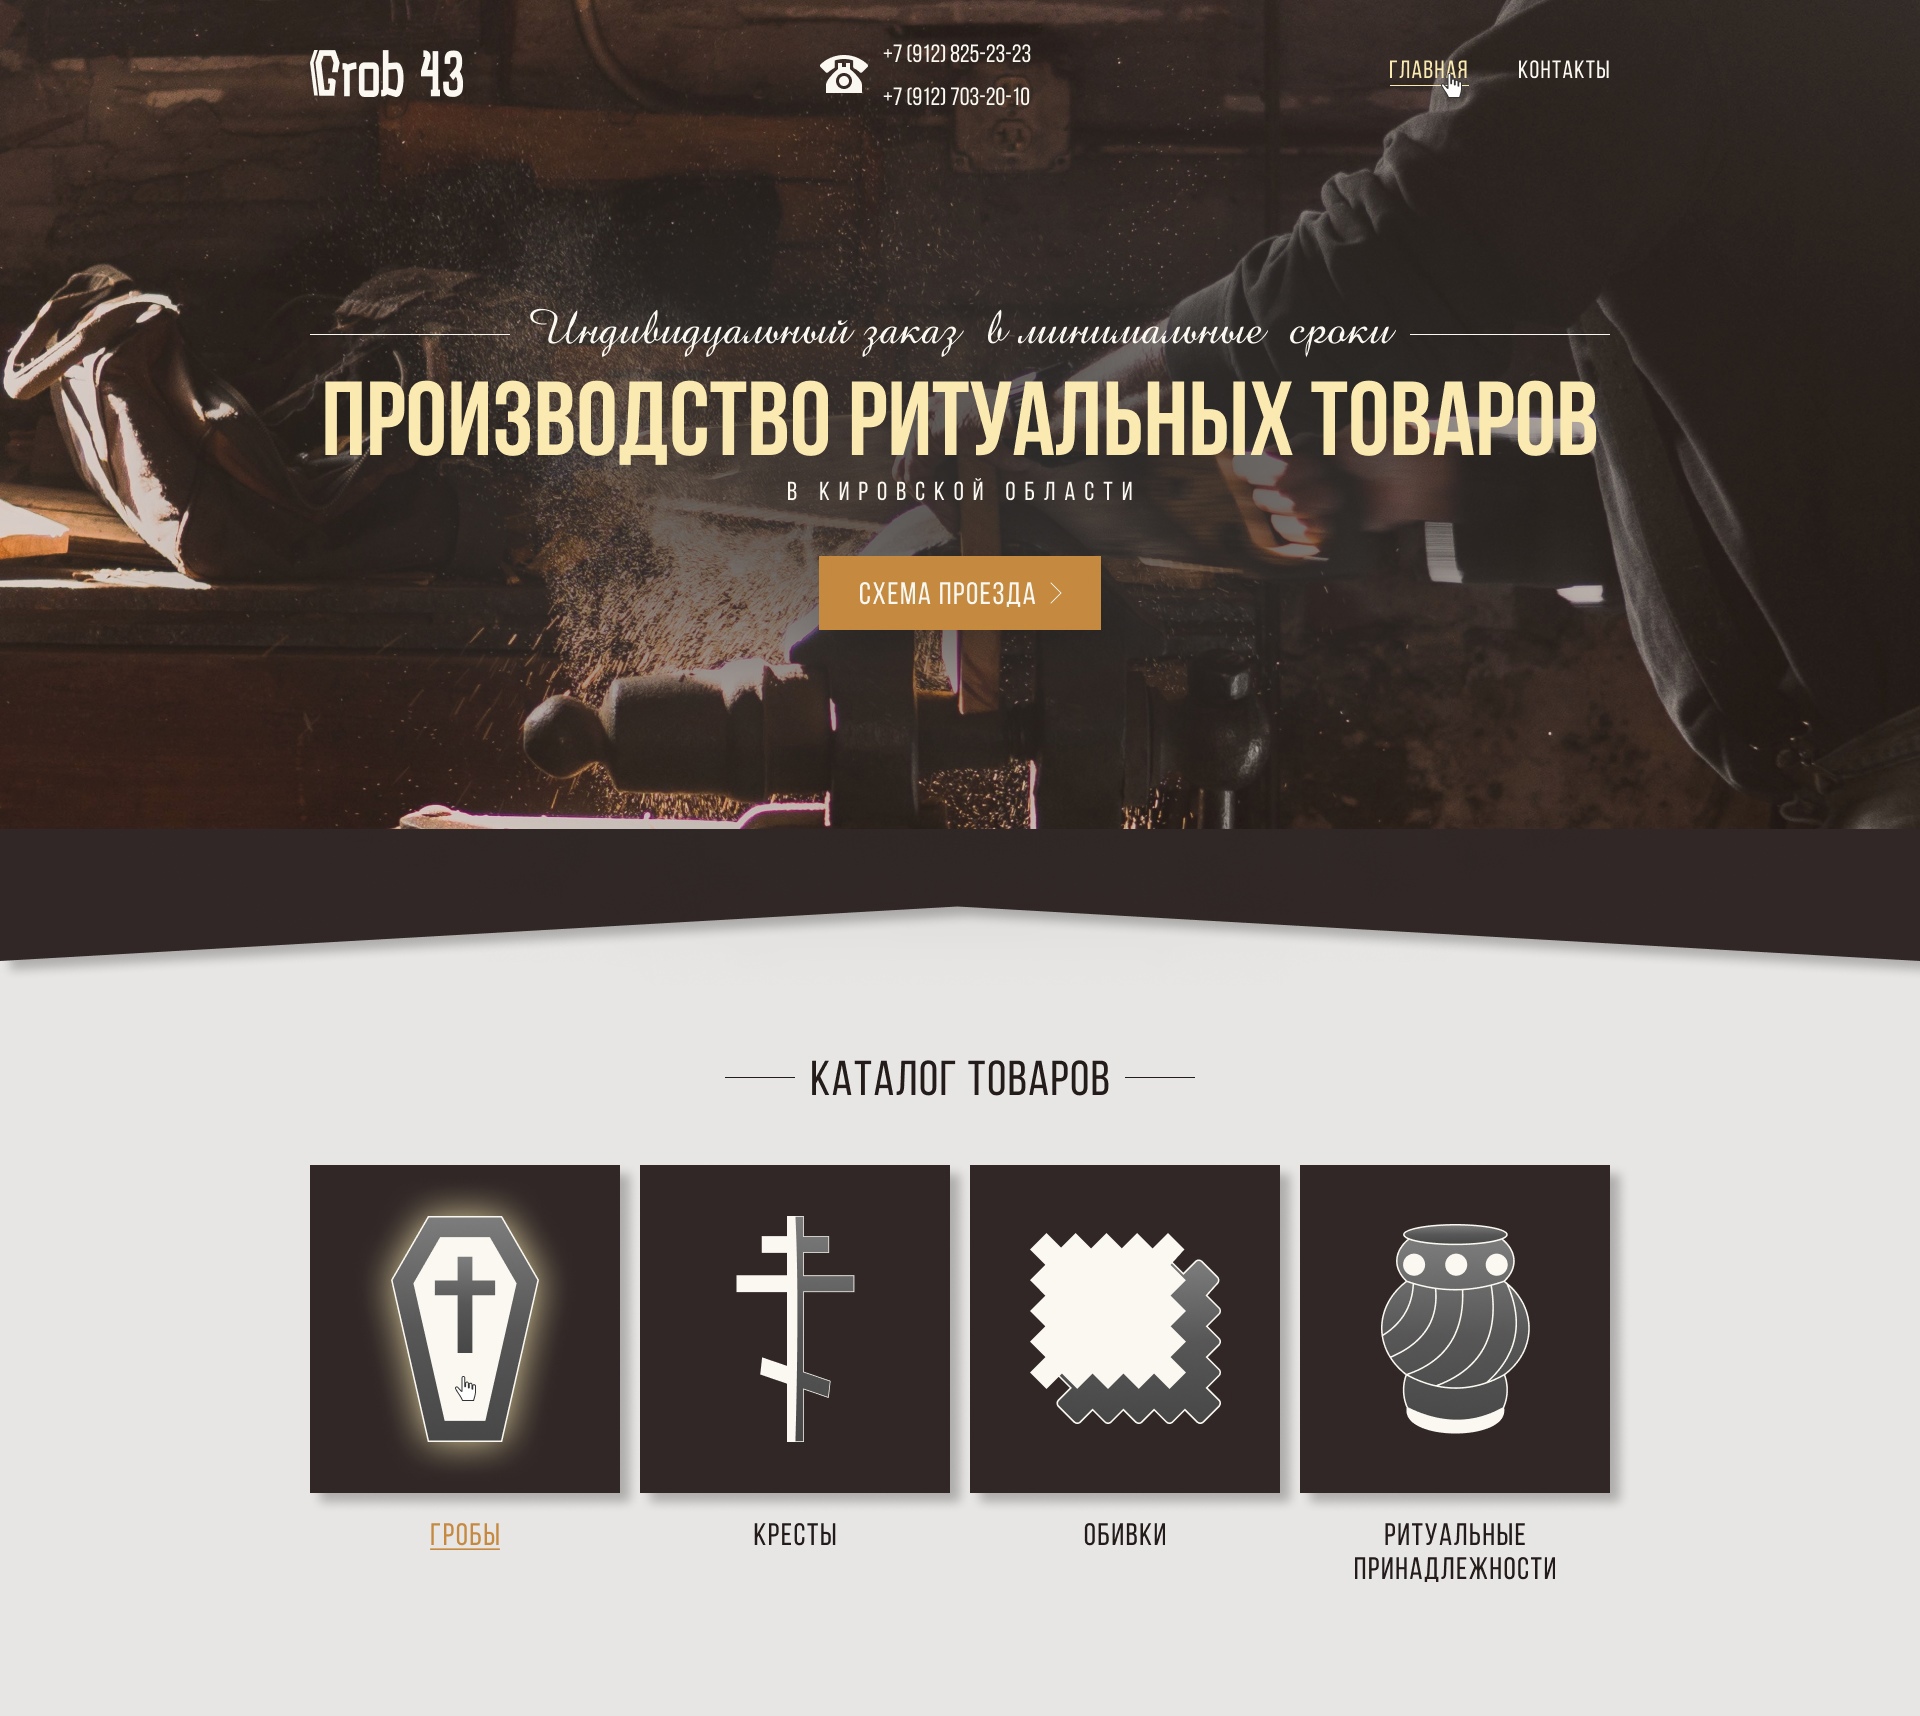 Grob 43
+7 (912) 825-23-23
+7 (912) 703-20-10
ГЛАВНАЯ
КОНТАКТЫ
Индивидуальный заказ в минимальные сроки
ПРОИЗВОДСТВО РИТУАЛЬНЫХ ТОВАРОВ
В КИРОВСКОЙ ОБЛАСТИ
СХЕМА ПРОЕЗДА
КАТАЛОГ ТОВАРОВ
ГРОБЫ
КРЕСТЫ
ОБИВКИ
РИТУАЛЬНЫЕ
ПРИНАДЛЕЖНОСТИ